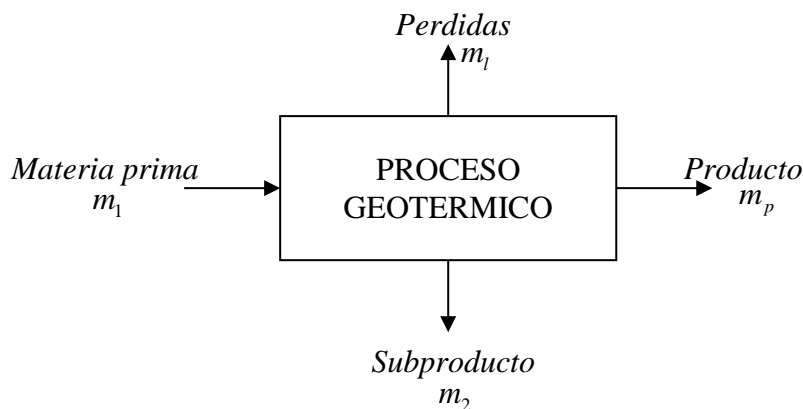 Perdidas
m_l
Materia prima
m_1
PROCESO
GEOTERMICO
Producto
m_p
Subproducto
m_2